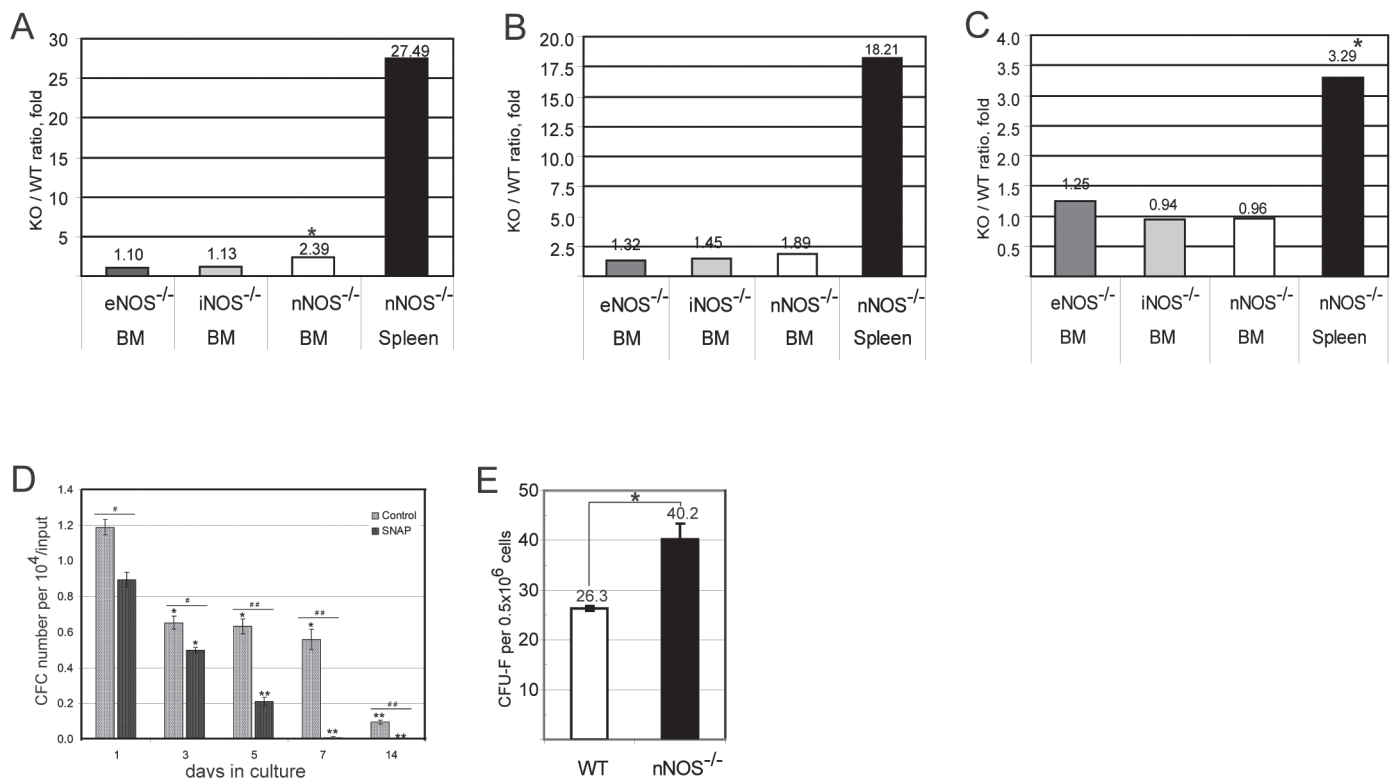 A
KO / WT ratio, fold
30
25
20
15
10
5
1.10
1.13
*
2.39
27.49
eNOS-/- iNOS-/- nNOS-/- nNOS-/-
BM BM BM Spleen
B
KO / WT ratio, fold
20.0
17.5
15.0
12.5
10.0
7.5
5.0
2.5
1.32
1.45
1.89
18.21
eNOS-/- iNOS-/- nNOS-/- nNOS-/-
BM BM BM Spleen
C
KO / WT ratio. fold
4.0
3.5
3.0
2.5
2.0
1.5
1.0
0.5
1.25
0.94
0.96
*
3.29
eNOS-/- iNOS-/- nNOS-/- nNOS-/-
BM BM BM Spleen
D
CFC number per 10^4/input
1.4
1.2
1.0
0.8
0.6
0.4
0.2
0.0
Control
SNAP
#
#
##
##
##
* * * ** * ** ** **
1 3 5 7 14
days in culture
E
CFU-F per 0.5x10^6 cells
50
40
30
20
10
*
26.3
40.2
WT nNOS-/-